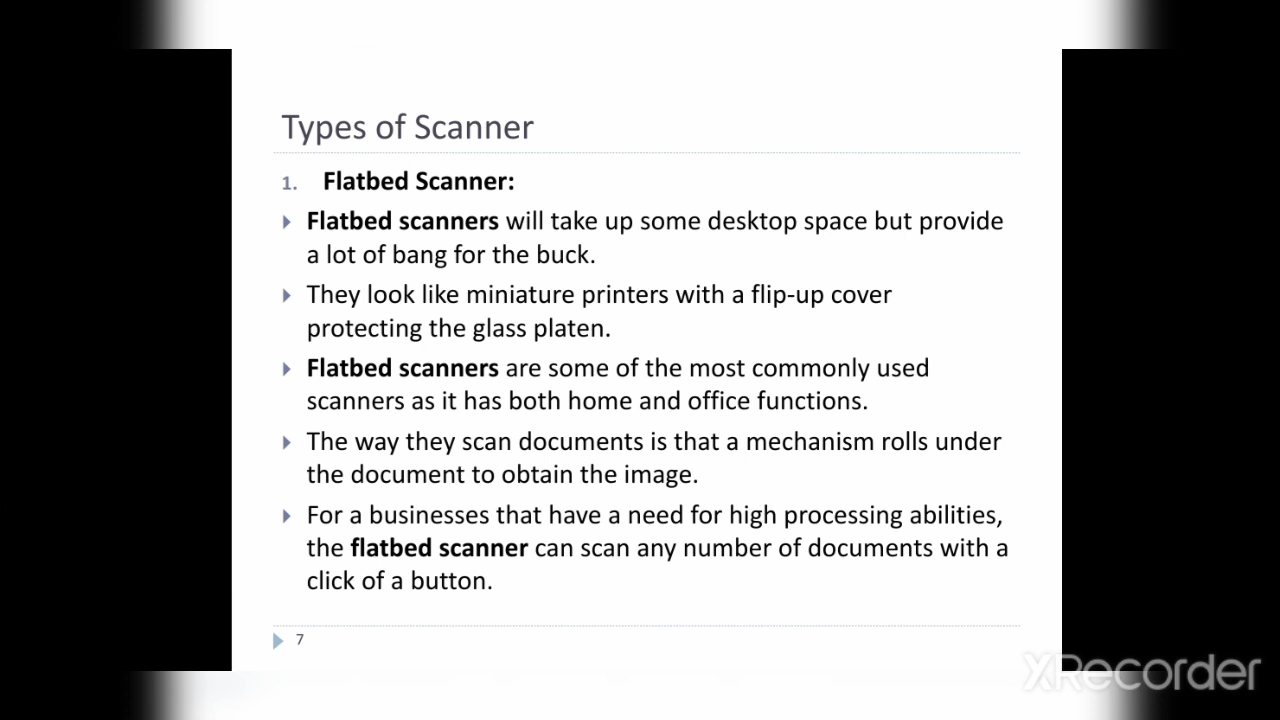 Types of Scanner
1. Flatbed Scanner:
Flatbed scanners will take up some desktop space but provide
a lot of bang for the buck.
They look like miniature printers with a flip-up cover
protecting the glass platen.
Flatbed scanners are some of the most commonly used
scanners as it has both home and office functions.
The way they scan documents is that a mechanism rolls under
the document to obtain the image.
For a businesses that have a need for high processing abilities,
the flatbed scanner can scan any number of documents with a
click of a button.
7
XRecorder